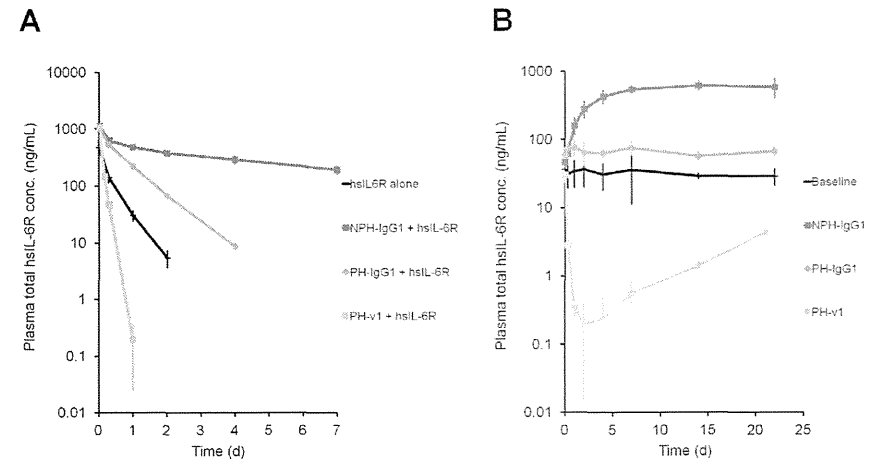 A
Plasma total hsIL-6R conc. (ng/mL)
10000
1000
100
10
1
0.1
0.01
0 1 2 3 4 5 6 7
Time (d)
hsIL6R alone
NPH-IgG1 + hsIL-6R
PH-IgG1 + hsIL-6R
PH-v1 + hsIL-6R
B
Plasma total hsIL-6R conc. (ng/mL)
1000
100
10
1
0.1
0.01
0 5 10 15 20 25
Time (d)
Baseline
NPH-IgG1
PH-IgG1
PH-v1